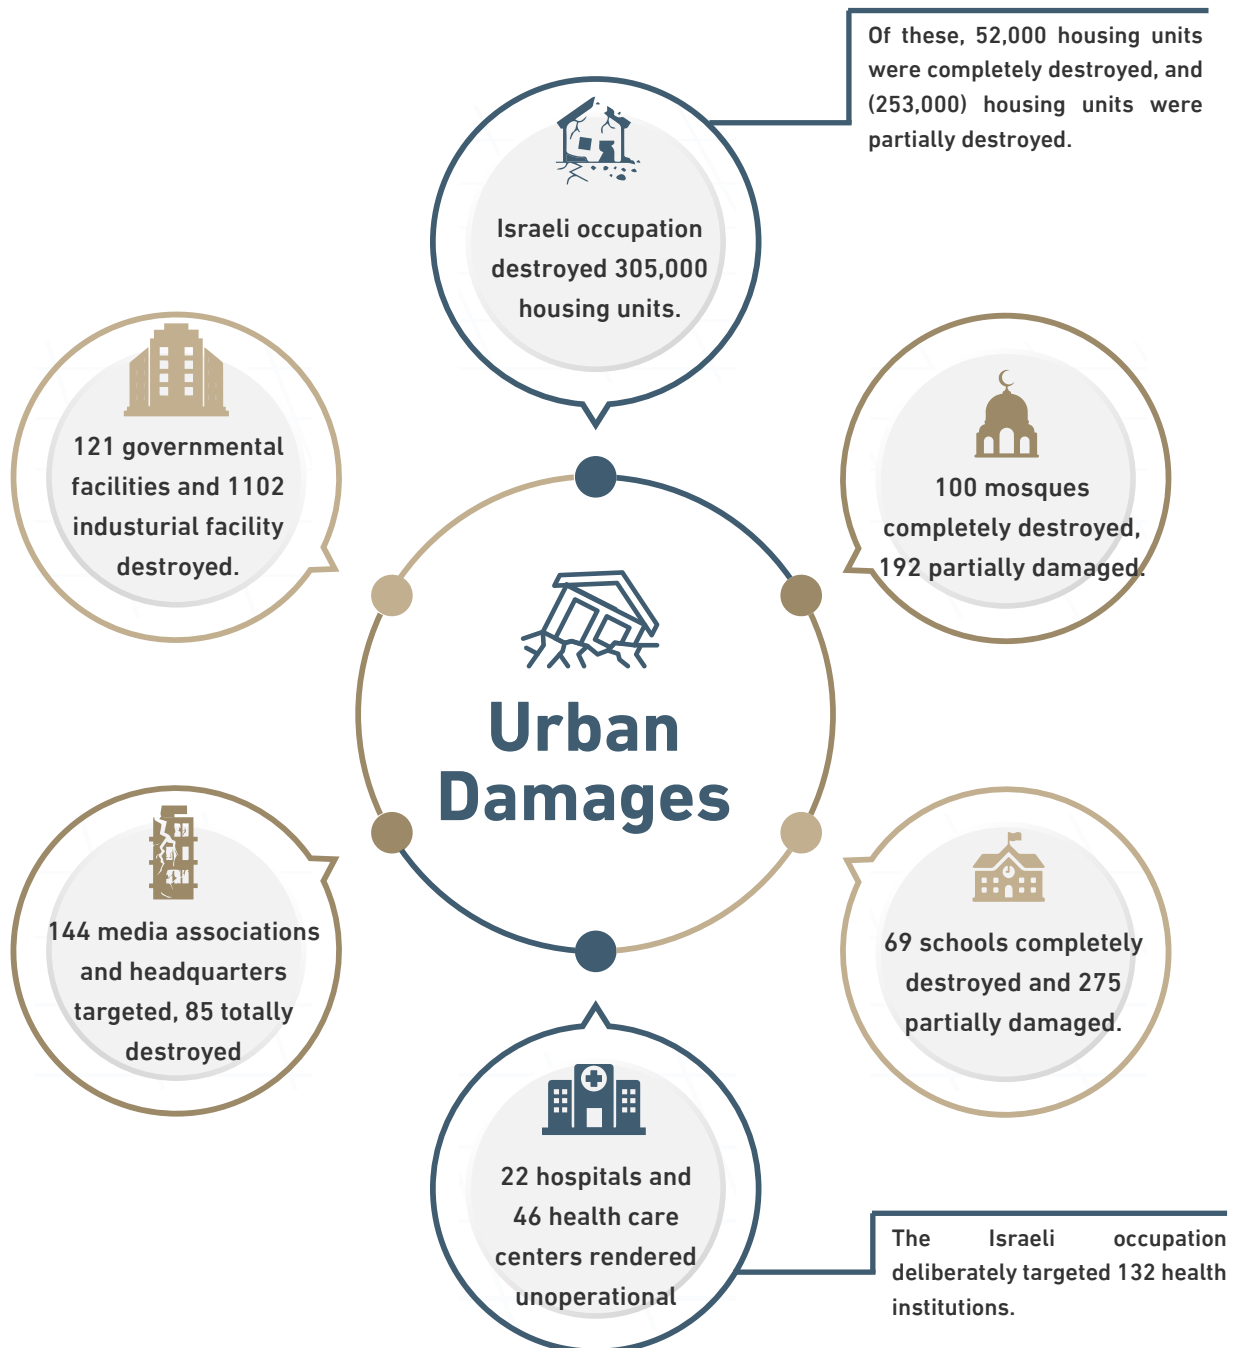 Of these, 52,000 housing units
were completely destroyed, and
(253,000) housing units were
partially destroyed.
Israeli occupation
destroyed 305,000
housing units.
121 governmental
facilities and 1102
industurial facility
destroyed.
100 mosques
completely destroyed,
192 partially damaged.
Urban
Damages
144 media associations
and headquarters
targeted, 85 totally
destroyed
69 schools completely
destroyed and 275
partially damaged.
22 hospitals and
46 health care
centers rendered
unoperational
The Israeli occupation
deliberately targeted 132 health
institutions.